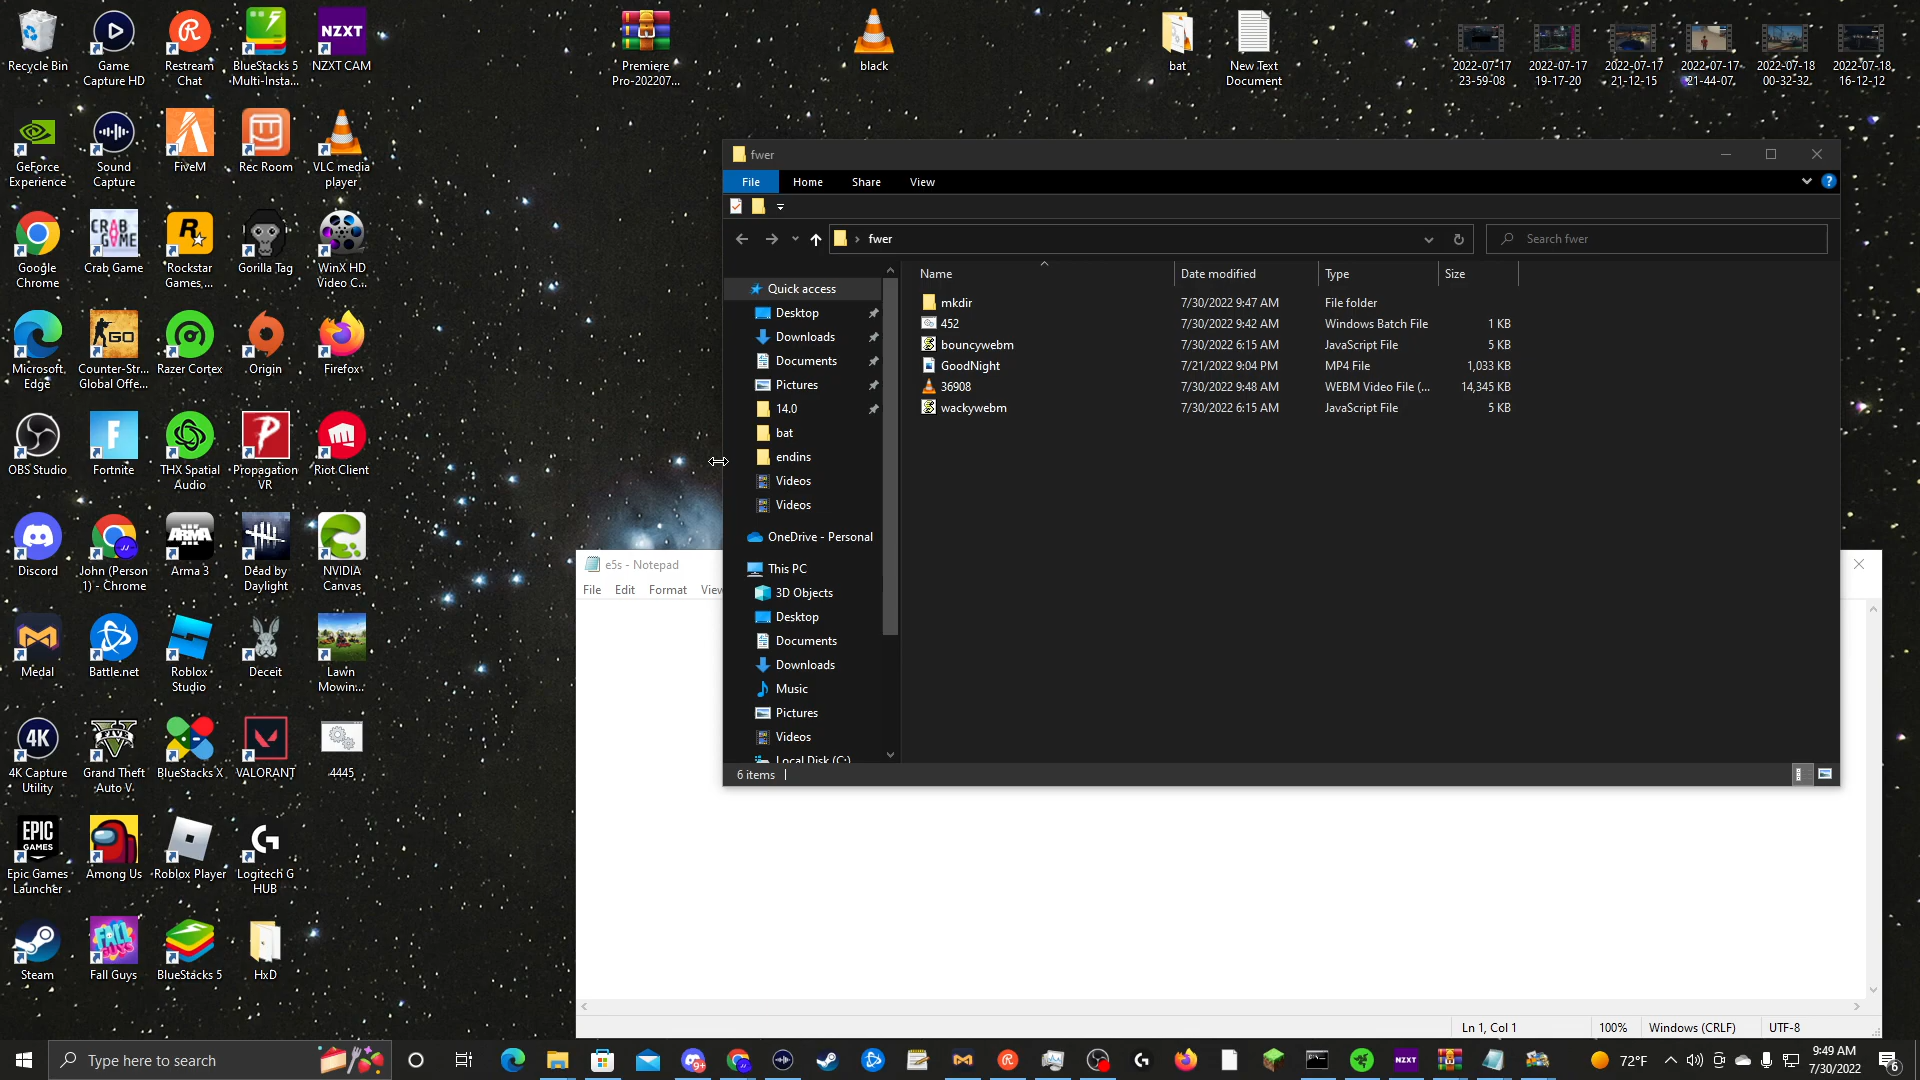 Recycle Bin
Game Capture HD
Restream Chat
BlueStacks 5 Multi-Insta...
NZXT
NZXT CAM
Premiere Pro-202207...
black
bat
New Text Document
2022-07-17 23-59-08
2022-07-17 19-17-20
2022-07-17 21-12-15
2022-07-17 21-44-07
2022-07-18 00-32-32
2022-07-18 16-12-12
GeForce Experience
Sound Capture
FiveM
Rec Room
VLC media player
Google Chrome
CRAB GAME
Crab Game
Rockstar Games ...
Gorilla Tag
WinX HD Video C...
Microsoft Edge
GO
Counter-Str... Global Offe...
Razer Cortex
Origin
Firefox
OBS Studio
Fortnite
THX Spatial Audio
Propagation VR
Riot Client
Discord
John (Person 1) - Chrome
ARMA
Arma 3
Dead by Daylight
NVIDIA Canvas
Medal
Battle.net
Roblox Studio
Deceit
Lawn Mowin...
4K
4K Capture Utility
Grand Theft Auto V
BlueStacks X
VALORANT
4445
EPIC GAMES
Epic Games Launcher
Among Us
Roblox Player
Logitech G HUB
Steam
FALL GUYS
Fall Guys
BlueStacks 5
HxD
fwer
File Home Share View
fwer
Search fwer
Name Date modified Type Size
mkdir 7/30/2022 9:47 AM File folder
452 7/30/2022 9:42 AM Windows Batch File 1 KB
bouncywebm 7/30/2022 6:15 AM JavaScript File 5 KB
GoodNight 7/21/2022 9:04 PM MP4 File 1,033 KB
36908 7/30/2022 9:48 AM WEBM Video File (... 14,345 KB
wackywebm 7/30/2022 6:15 AM JavaScript File 5 KB
Quick access
Desktop
Downloads
Documents
Pictures
14.0
bat
endins
Videos
Videos
OneDrive - Personal
This PC
3D Objects
Desktop
Documents
Downloads
Music
Pictures
Videos
Local Disk (C:)
6 items
e5s - Notepad
File Edit Format View
Ln 1, Col 1 100% Windows (CRLF) UTF-8
Type here to search
9+
NZXT
72°F
9:49 AM
7/30/2022
6